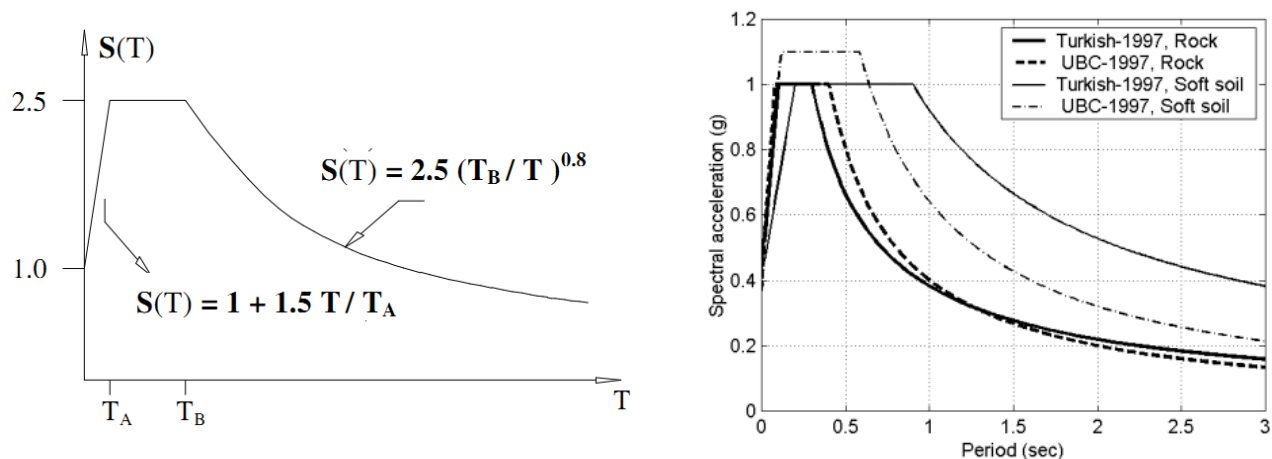 S(T)
2.5
S(T) = 2.5 (T_B / T )^0.8
1.0
S(T) = 1 + 1.5 T / T_A
T_A
T_B
T
1.2
1
0.8
0.6
0.4
0.2
0
Spectral acceleration (g)
Turkish-1997, Rock
UBC-1997, Rock
Turkish-1997, Soft soil
UBC-1997, Soft soil
0 0.5 1 1.5 2 2.5 3
Period (sec)